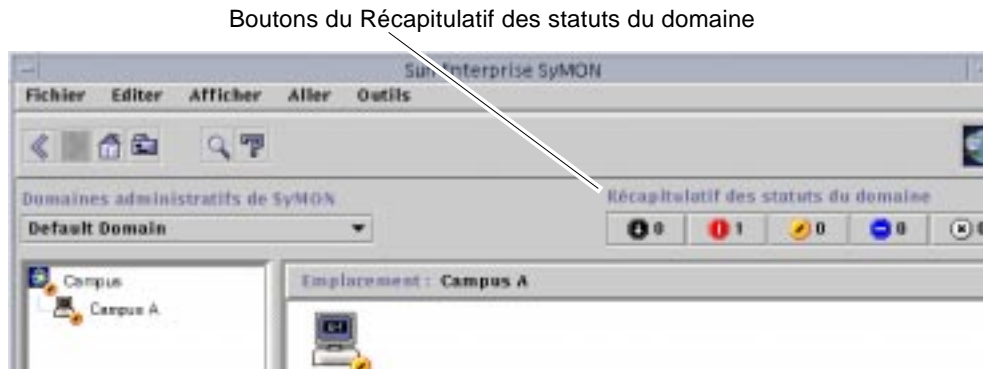 Boutons du Récapitulatif des statuts du domaine
Sun Enterprise SyMON
Fichier Editer Afficher Aller Outils
Domaines administratifs de SyMON
Récapitulatif des statuts du domaine
Default Domain
0 1 0 0 0
Campus
Campus A
Emplacement : Campus A